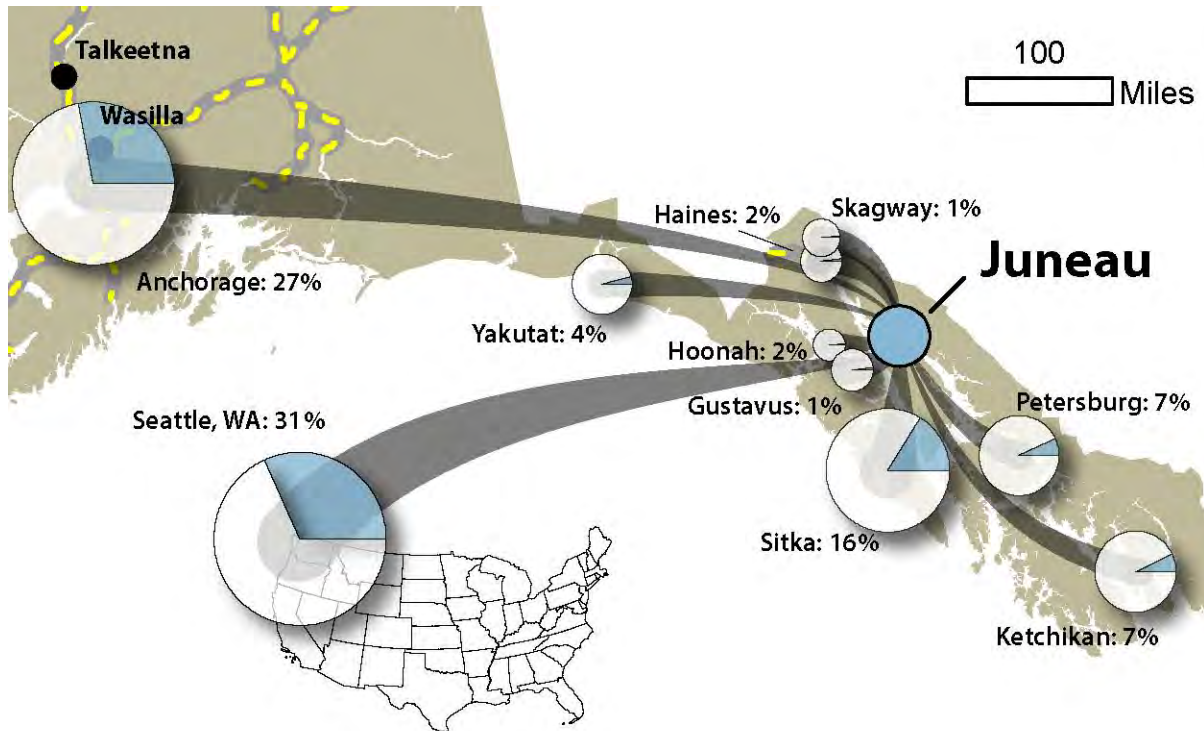 Talkeetna
Wasilla
Anchorage: 27%
100
Miles
Haines: 2%
Skagway: 1%
Juneau
Yakutat: 4%
Hoonah: 2%
Gustavus: 1%
Seattle, WA: 31%
Petersburg: 7%
Sitka: 16%
Ketchikan: 7%